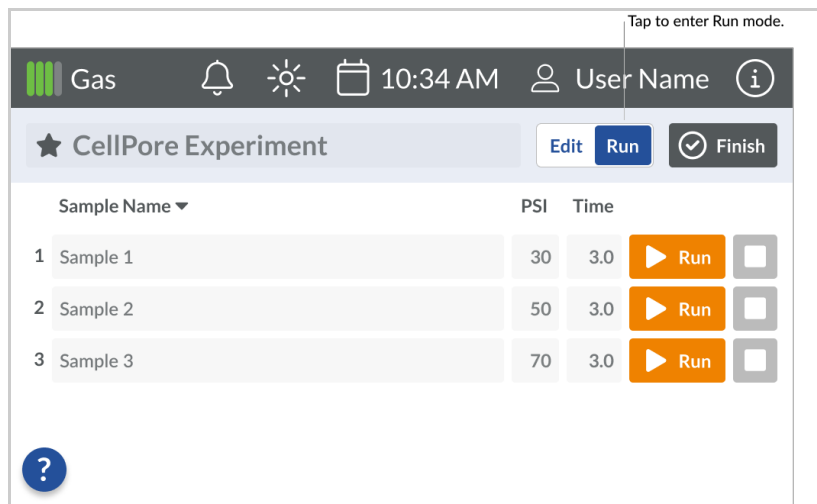 Tap to enter Run mode.
Gas 10:34 AM User Name i
CellPore Experiment Edit Run Finish
Sample Name PSI Time
1 Sample 1 30 3.0 Run
2 Sample 2 50 3.0 Run
3 Sample 3 70 3.0 Run
?